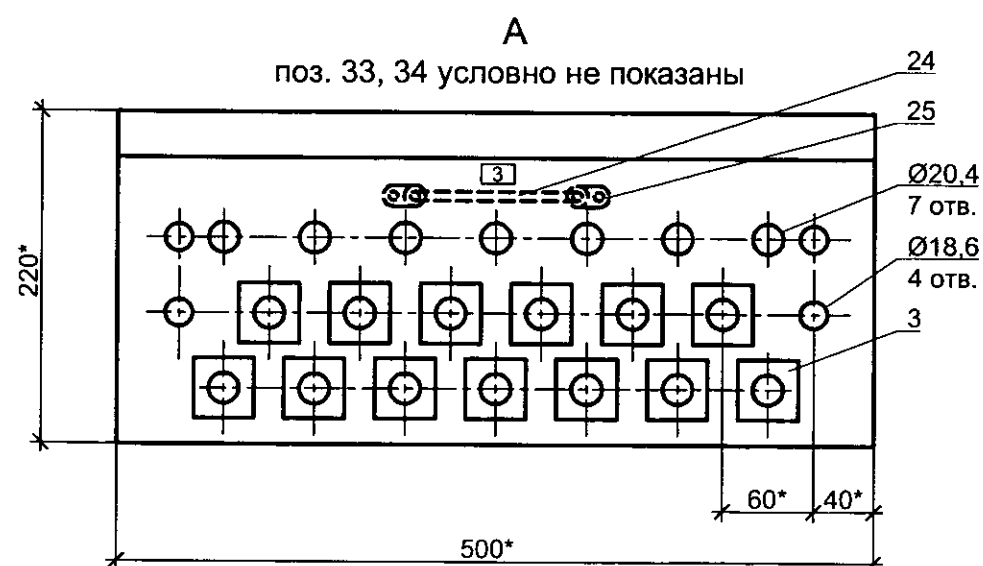 А
поз. 33, 34 условно не показаны
24
25
3
Ø20,4
7 отв.
Ø18,6
4 отв.
3
220*
60*
40*
500*